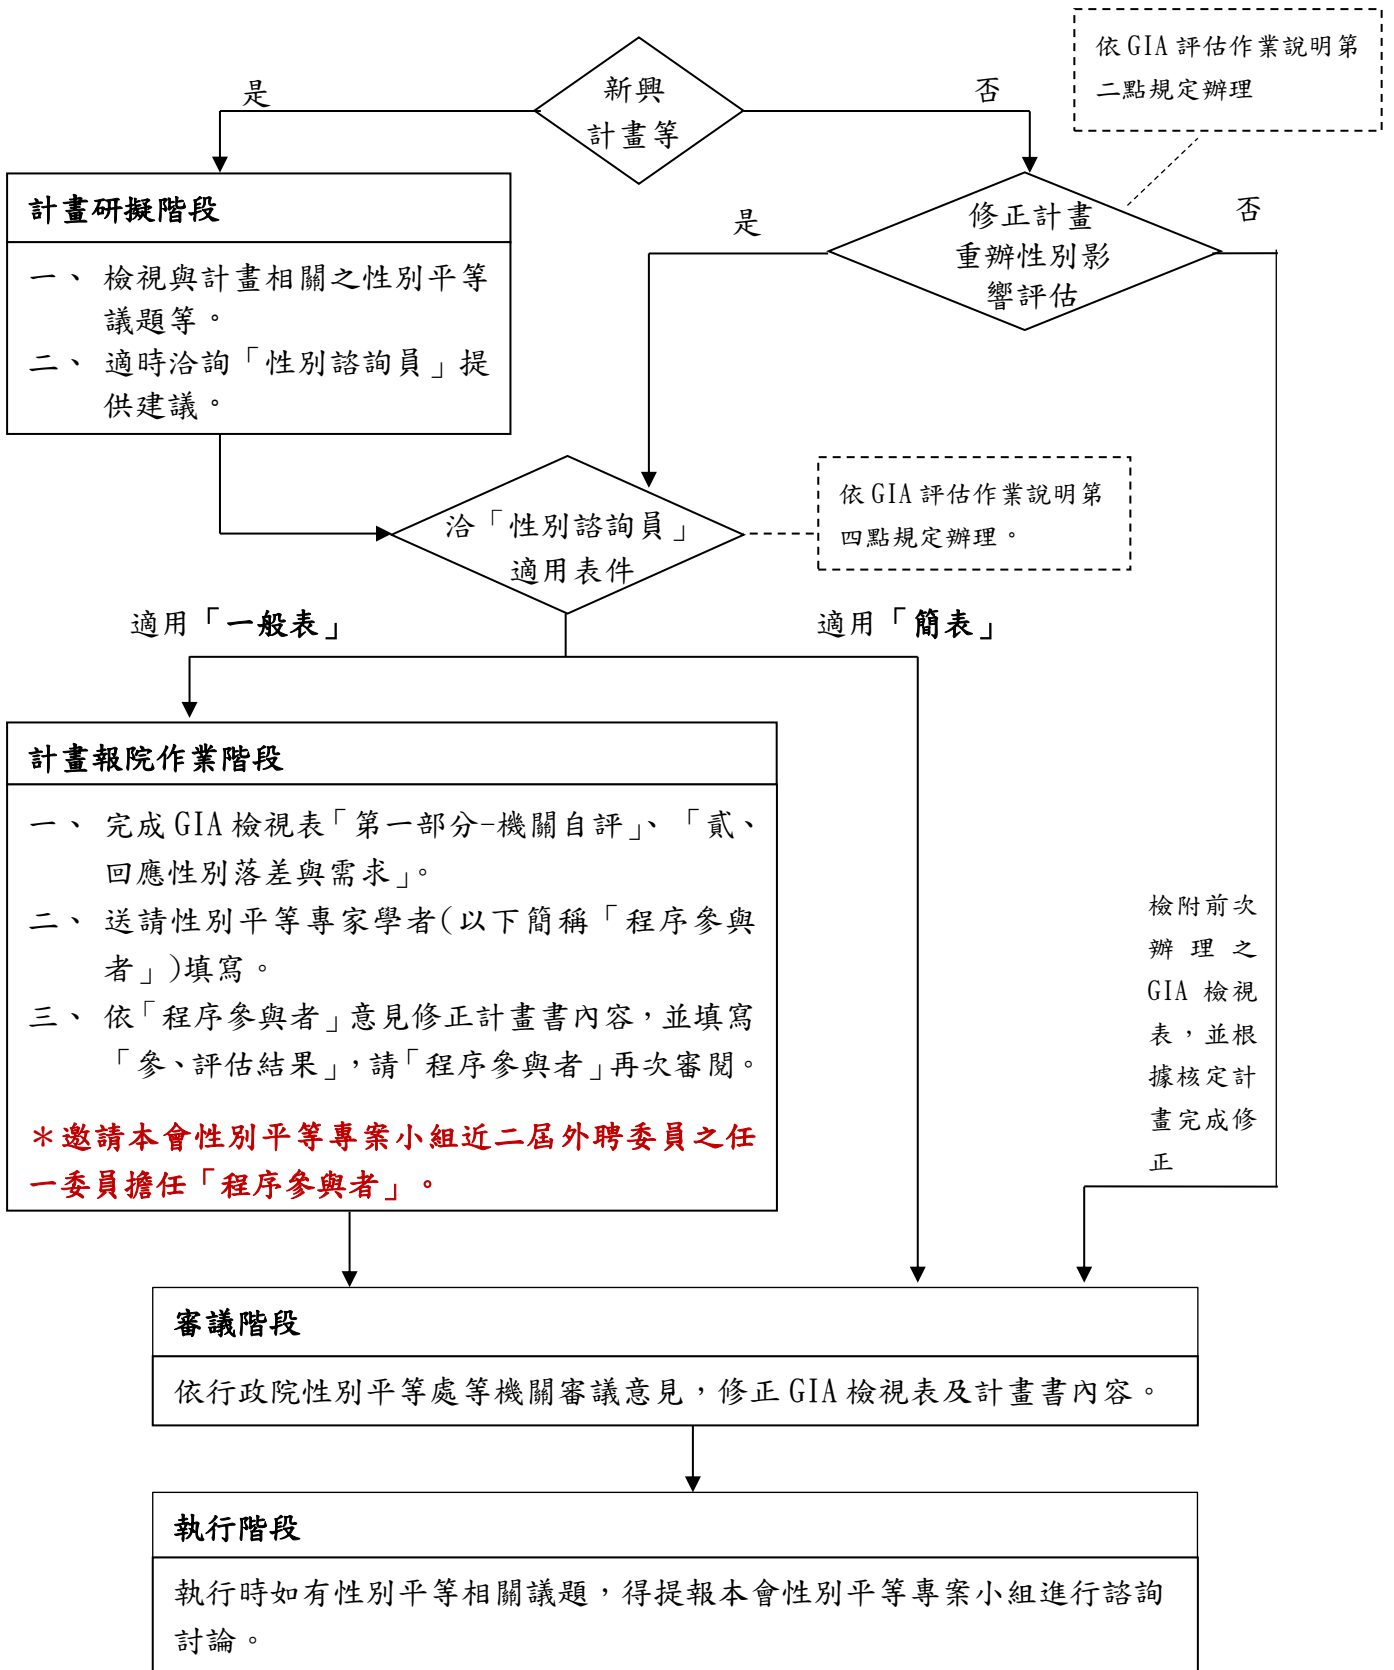 依 GIA 評估作業說明第
二點規定辦理
新興
計畫等
是
否
計畫研擬階段
一、 檢視與計畫相關之性別平等
議題等。
二、 適時洽詢「性別諮詢員」提
供建議。
修正計畫
重辦性別影
響評估
是
否
洽「性別諮詢員」
適用表件
依 GIA 評估作業說明第
四點規定辦理。
適用「一般表」
適用「簡表」
計畫報院作業階段
一、 完成 GIA 檢視表「第一部分-機關自評」、「貳、
回應性別落差與需求」。
二、 送請性別平等專家學者(以下簡稱「程序參與
者」)填寫。
三、 依「程序參與者」意見修正計畫書內容，並填寫
「參、評估結果」，請「程序參與者」再次審閱。
＊邀請本會性別平等專案小組近二屆外聘委員之任
一委員擔任「程序參與者」。
檢附前次
辦理之
GIA 檢視
表，並根
據核定計
畫完成修
正
審議階段
依行政院性別平等處等機關審議意見，修正 GIA 檢視表及計畫書內容。
執行階段
執行時如有性別平等相關議題，得提報本會性別平等專案小組進行諮詢
討論。